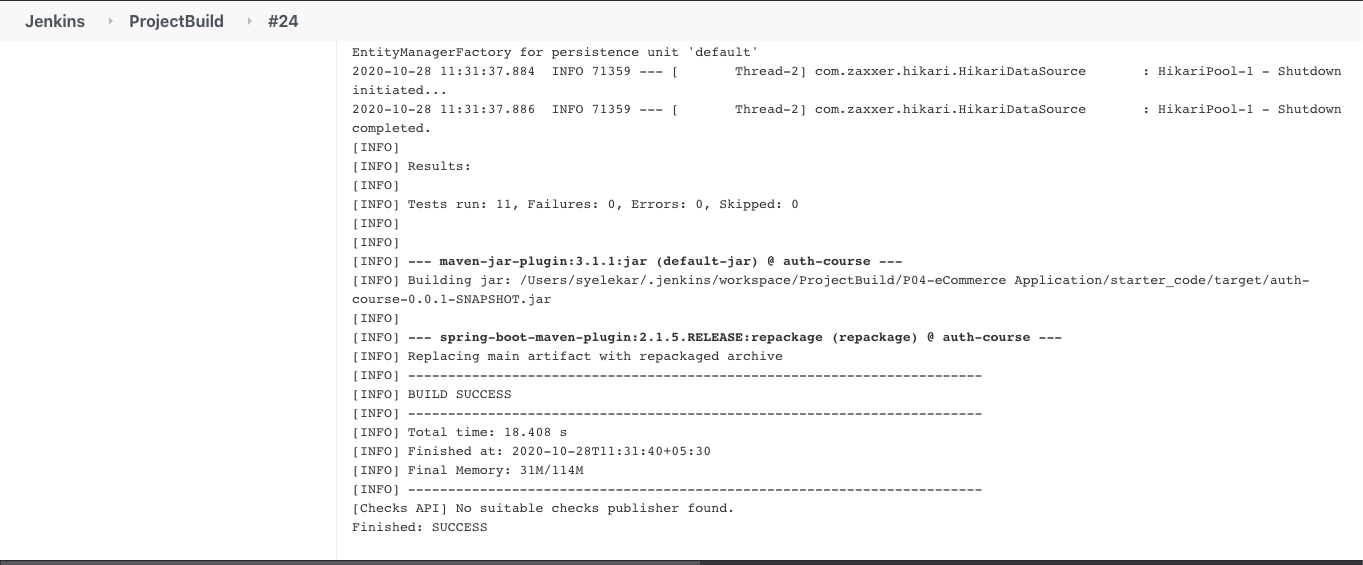 Jenkins ProjectBuild #24
EntityManagerFactory for persistence unit 'default'
2020-10-28 11:31:37.884  INFO 71359 --- [       Thread-2] com.zaxxer.hikari.HikariDataSource       : HikariPool-1 - Shutdown
initiated...
2020-10-28 11:31:37.886  INFO 71359 --- [       Thread-2] com.zaxxer.hikari.HikariDataSource       : HikariPool-1 - Shutdown
completed.
[INFO]
[INFO] Results:
[INFO]
[INFO] Tests run: 11, Failures: 0, Errors: 0, Skipped: 0
[INFO]
[INFO]
[INFO] --- maven-jar-plugin:3.1.1:jar (default-jar) @ auth-course ---
[INFO] Building jar: /Users/syelekar/.jenkins/workspace/ProjectBuild/P04-eCommerce Application/starter_code/target/auth-
course-0.0.1-SNAPSHOT.jar
[INFO]
[INFO] --- spring-boot-maven-plugin:2.1.5.RELEASE:repackage (repackage) @ auth-course ---
[INFO] Replacing main artifact with repackaged archive
[INFO] ------------------------------------------------------------------------
[INFO] BUILD SUCCESS
[INFO] ------------------------------------------------------------------------
[INFO] Total time: 18.408 s
[INFO] Finished at: 2020-10-28T11:31:40+05:30
[INFO] Final Memory: 31M/114M
[INFO] ------------------------------------------------------------------------
[Checks API] No suitable checks publisher found.
Finished: SUCCESS